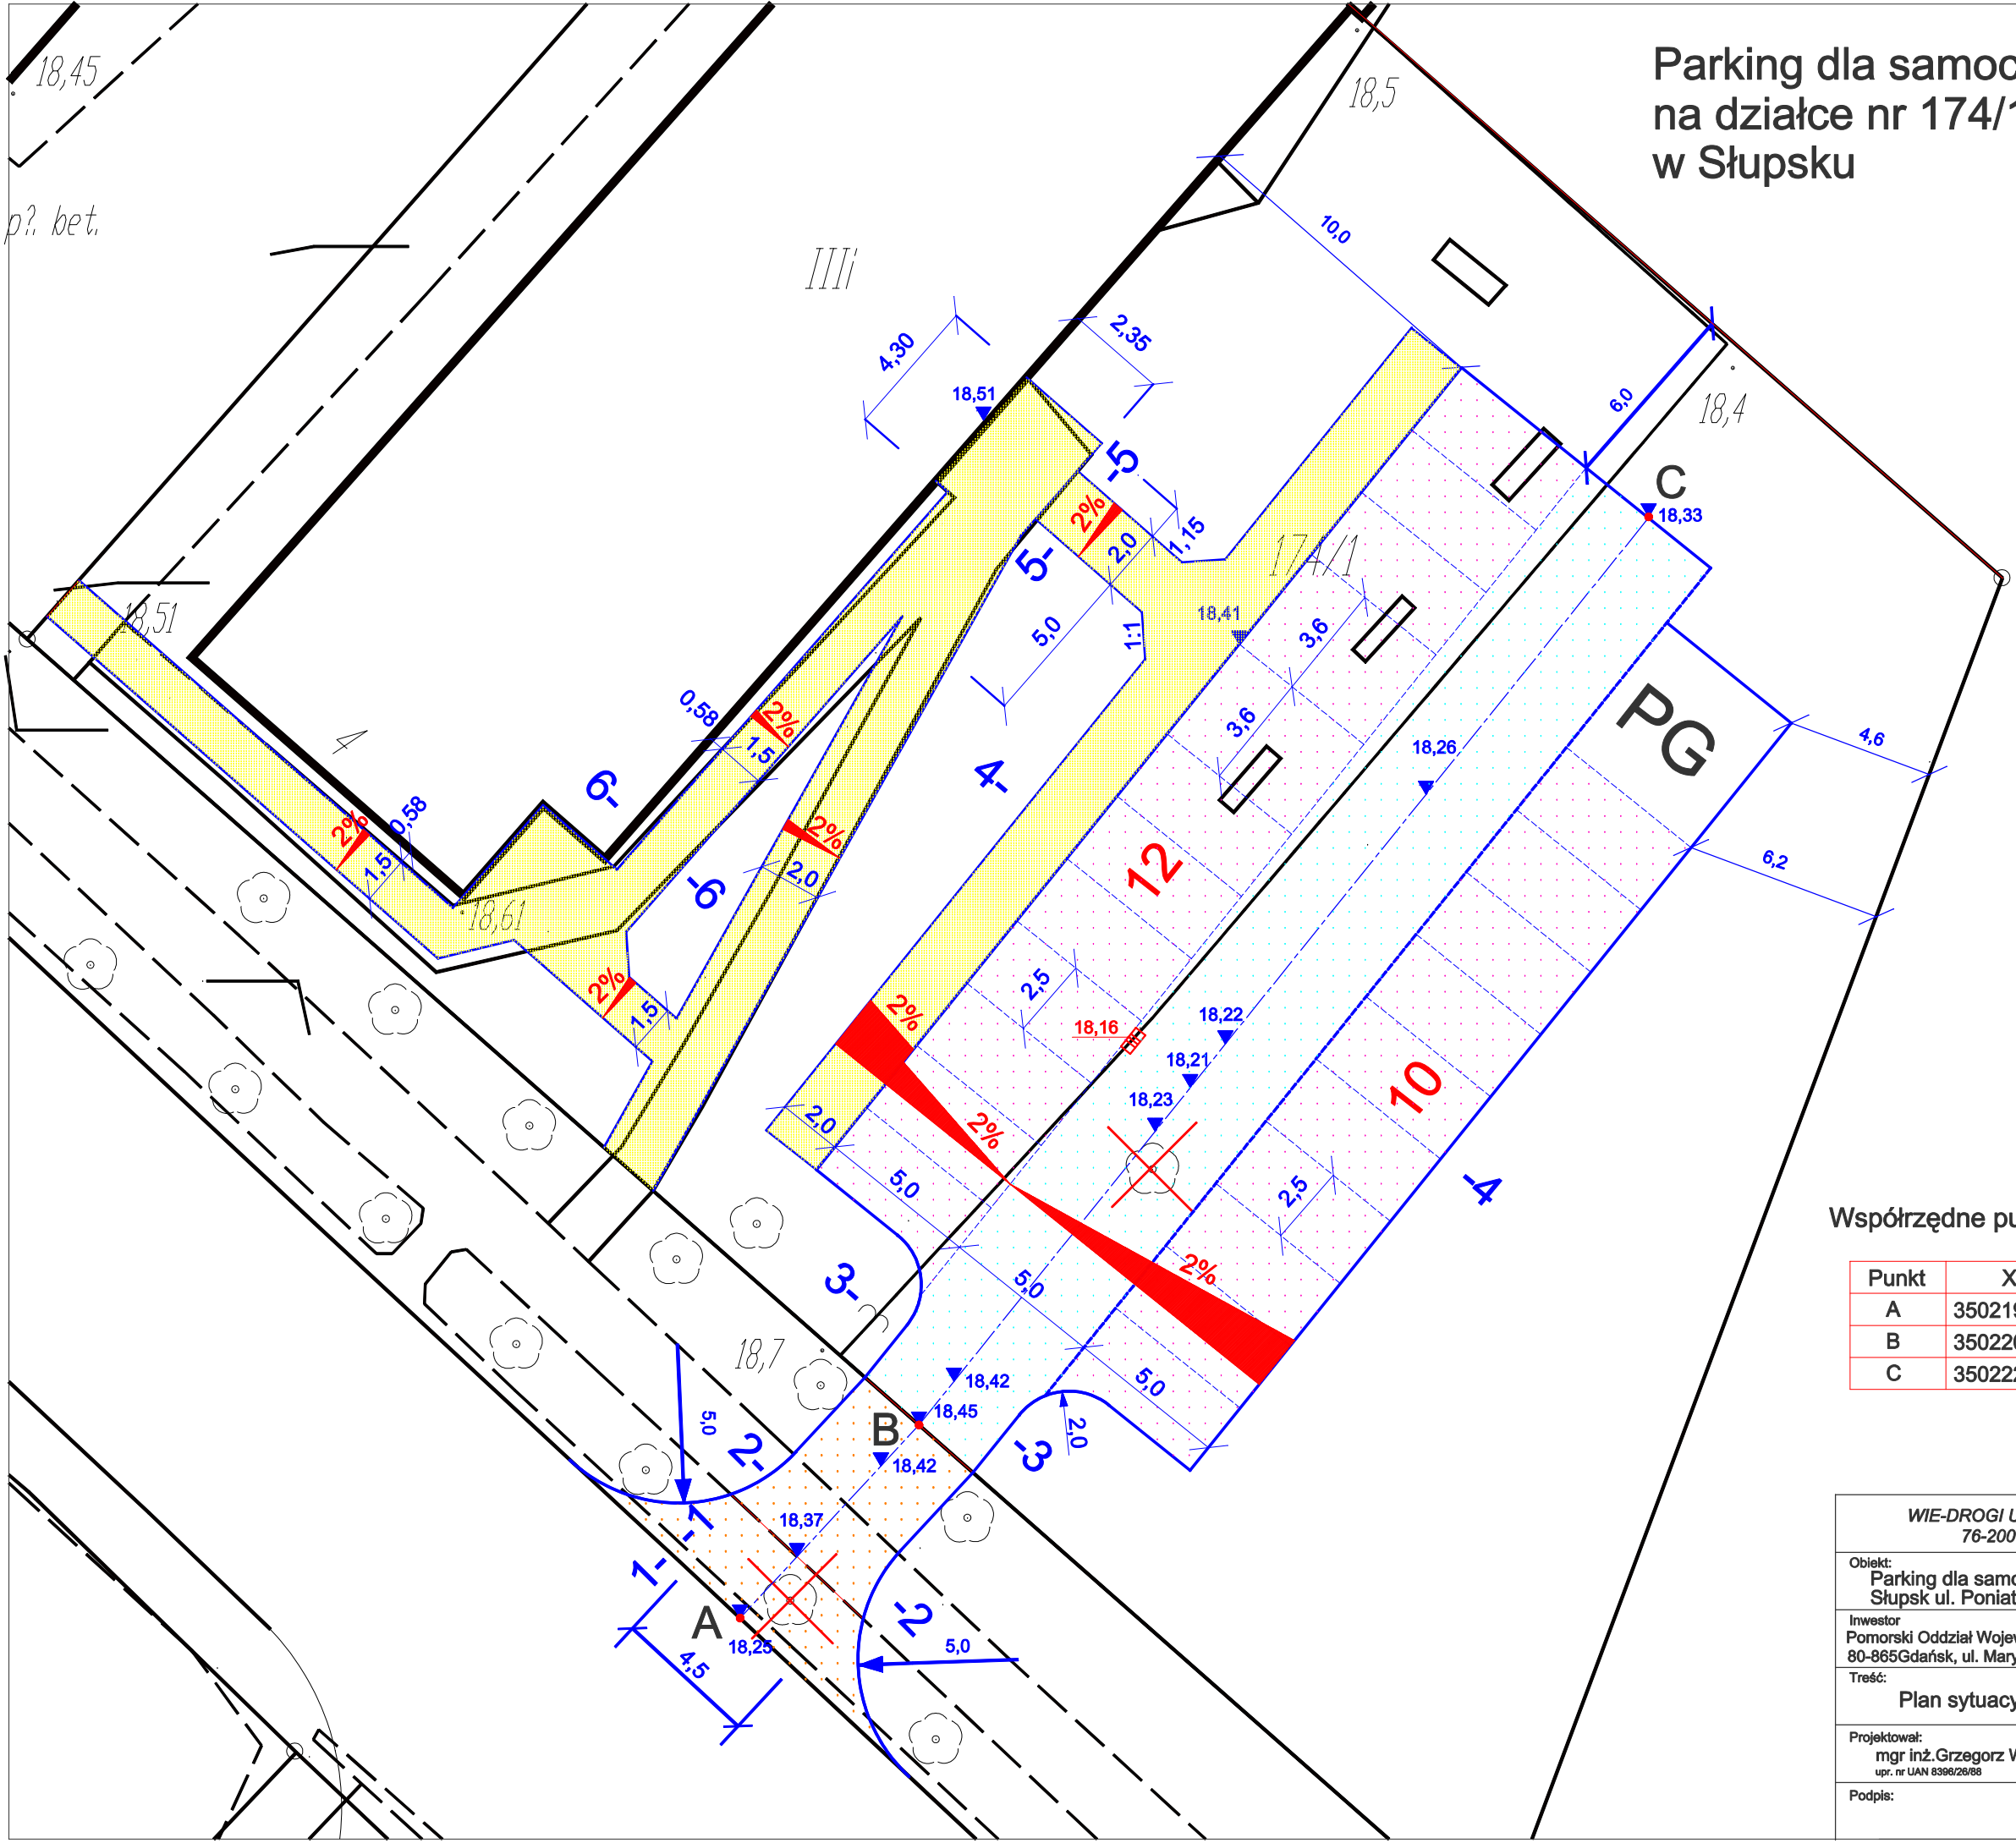 Parking dla samoc
na działce nr 174/1
w Słupsku
18,45
18,5
p?. bet.
IIIi
10,0
2,35
4,30
18,51
6,0
18,4
-5
C
18,33
2%
2,0
1,15
5-
174/1
18,51
5,0
1:1
18,41
3,6
3,6
0,58
2%
1,5
PG
4,6
18,26
4
6-
4-
0,58
2%
1,5
2%
2,0
-6
12
6,2
18,61
2%
1,5
2,5
2%
18,16
18,22
18,21
18,23
10
2,0
2%
5,0
2,5
-4
Współrzędne pu
3-
5,0
2%
Punkt X
A 350219
B 350220
C 350222
18,7
18,42
5,0
5,0
B
18,45
2,0
2-
18,42
-3
-1
18,37
1-
WIE-DROGI U
76-200
Obiekt:
Parking dla samo
Słupsk ul. Poniat
A
18,25
-2
5,0
4,5
Inwestor
Pomorski Oddział Woje
80-865Gdańsk, ul. Mary
Treść:
Plan sytuacy
Projektował:
mgr inż.Grzegorz W
upr. nr UAN 8396/26/88
Podpis: